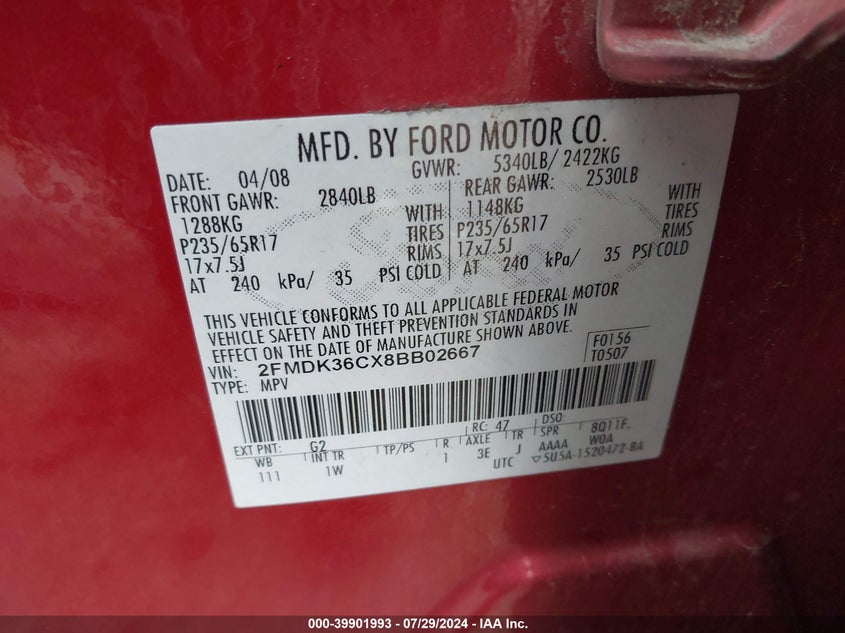 MFD. BY FORD MOTOR CO.
DATE: 04/08 GVWR: 5340LB/ 2422KG
FRONT GAWR: 2840LB REAR GAWR: 2530LB
1288KG WITH 1148KG WITH
P235/65R17 TIRES P235/65R17 TIRES
17x7.5J RIMS 17x7.5J RIMS
AT 240 kPa/ 35 PSI COLD AT 240 kPa/ 35 PSI COLD
THIS VEHICLE CONFORMS TO ALL APPLICABLE FEDERAL MOTOR
VEHICLE SAFETY AND THEFT PREVENTION STANDARDS IN
EFFECT ON THE DATE OF MANUFACTURE SHOWN ABOVE.
VIN: 2FMDK36CX8BB02667 F0156
TYPE: MPV T0507
EXT PNT: G2 RC: 47 DSO:
WB INT TR TP/PS R AXLE TR SPR 8Q11F.
111 1W 1 3E J AAAA W0A
UTC ▽5U5A-1520472-BA
000-39901993 / 07/29/2024 - IAA Inc.